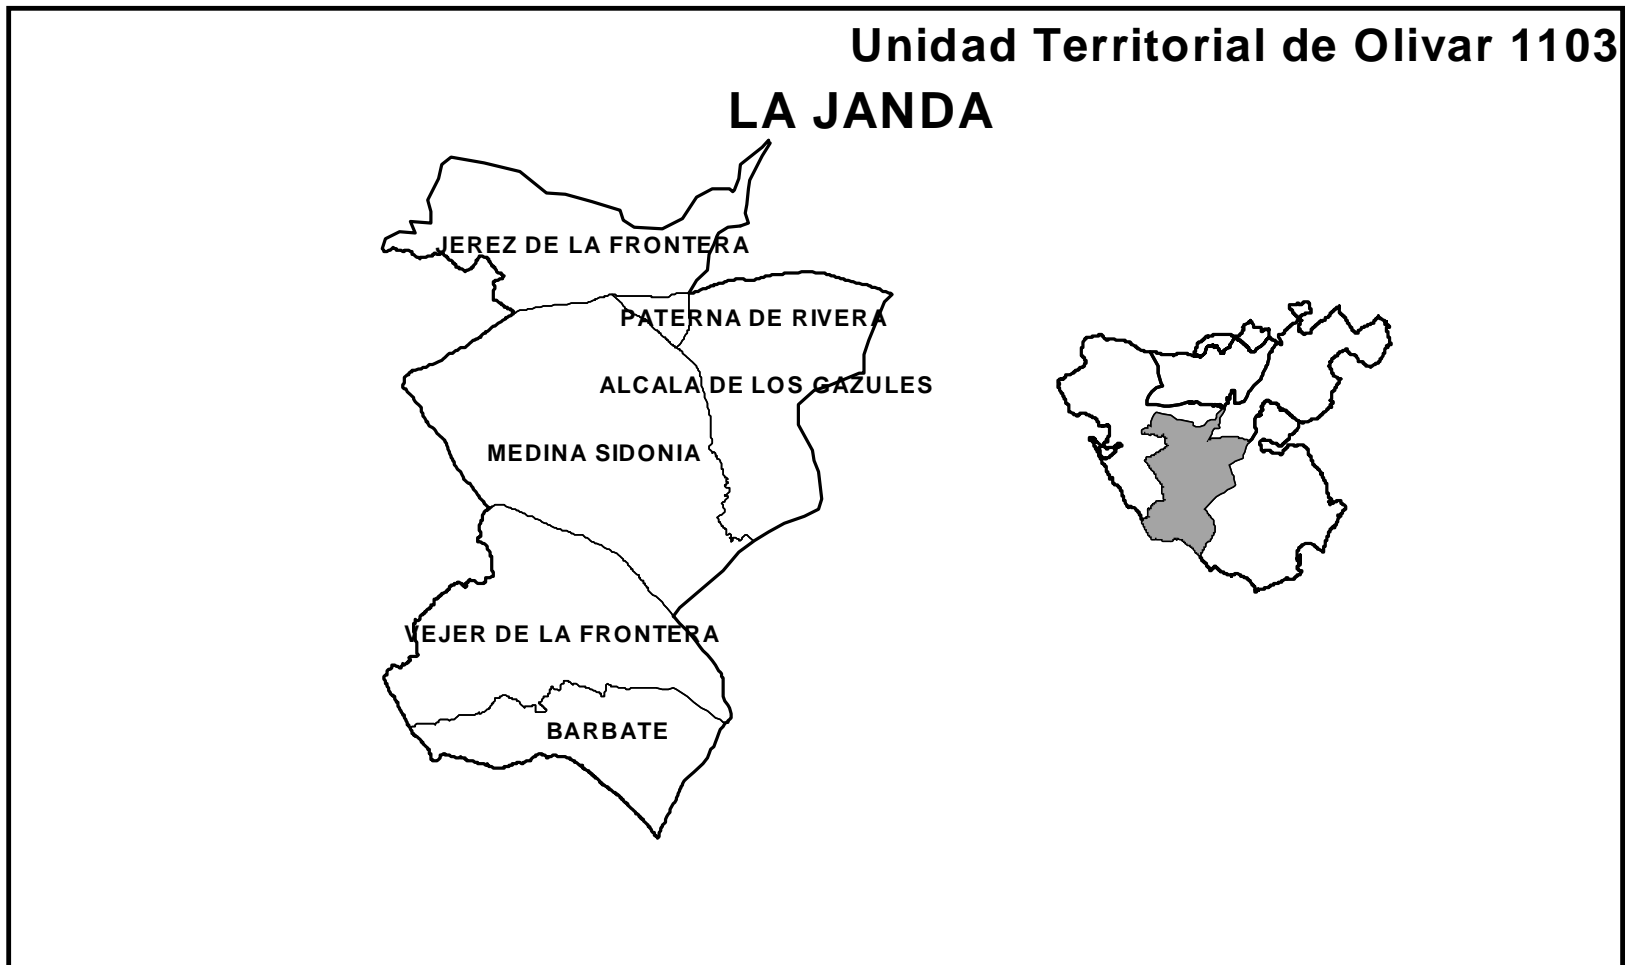 Unidad Territorial de Olivar 1103
LA JANDA
JEREZ DE LA FRONTERA
PATERNA DE RIVERA
ALCALA DE LOS GAZULES
MEDINA SIDONIA
VEJER DE LA FRONTERA
BARBATE